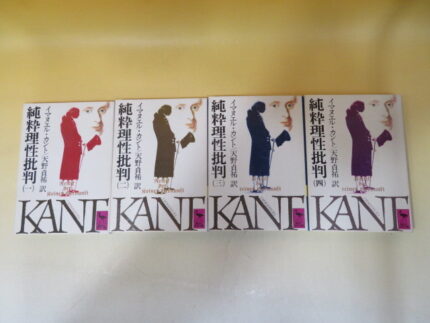 イマヌエル・カント/天野貞祐 訳
純粋理性批判
(一)
KANT
イマヌエル・カント/天野貞祐 訳
純粋理性批判
(二)
KANT
イマヌエル・カント/天野貞祐 訳
純粋理性批判
(三)
KANT
イマヌエル・カント/天野貞祐 訳
純粋理性批判
(四)
KANT